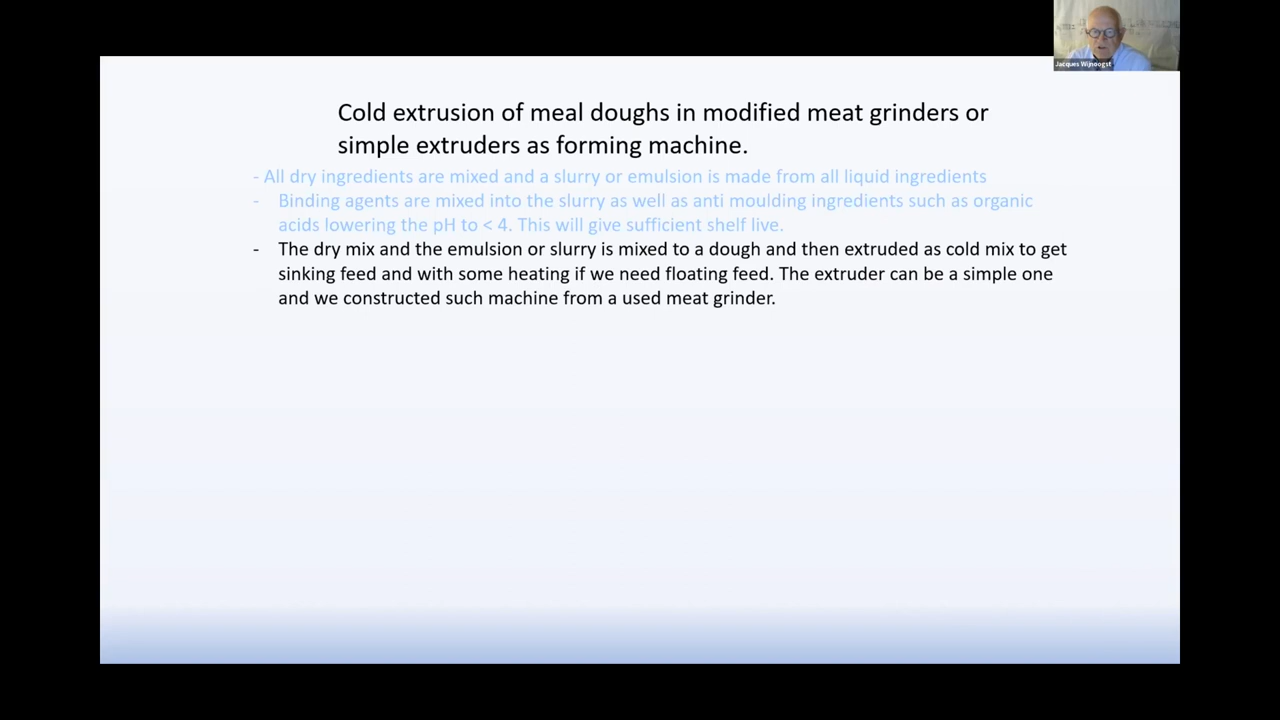 Jacques Wijnoogst
Cold extrusion of meal doughs in modified meat grinders or
simple extruders as forming machine.
- All dry ingredients are mixed and a slurry or emulsion is made from all liquid ingredients
- Binding agents are mixed into the slurry as well as anti moulding ingredients such as organic
acids lowering the pH to < 4. This will give sufficient shelf live.
- The dry mix and the emulsion or slurry is mixed to a dough and then extruded as cold mix to get
sinking feed and with some heating if we need floating feed. The extruder can be a simple one
and we constructed such machine from a used meat grinder.